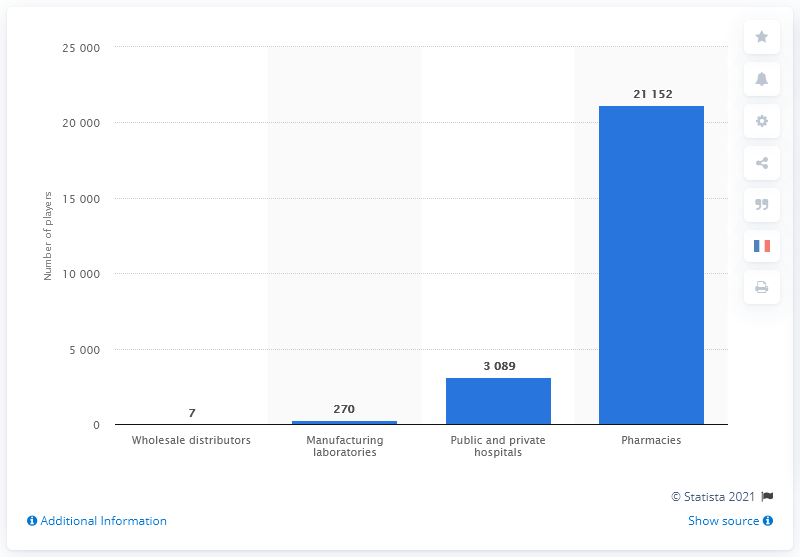 25 000
20 000
15 000
10 000
5 000
0
Number of players
7
270
3 089
21 152
Wholesale distributors
Manufacturing
laboratories
Public and private
hospitals
Pharmacies
© Statista 2021
Additional Information
Show source